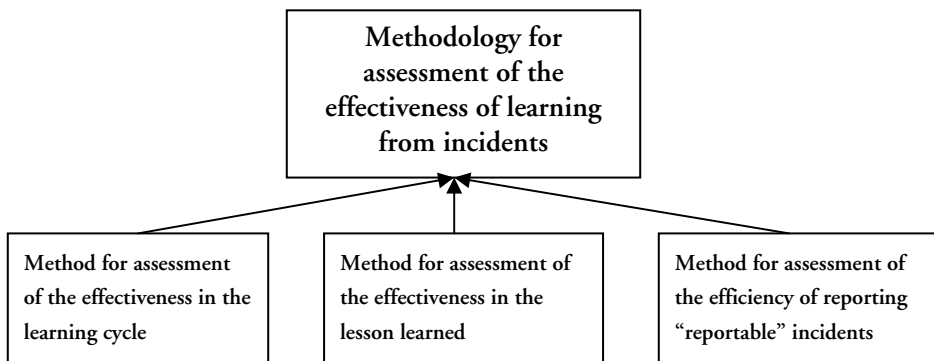 Methodology for
assessment of the
effectiveness of learning
from incidents
Method for assessment
of the effectiveness in the
learning cycle
Method for assessment of
the effectiveness in the
lesson learned
Method for assessment of
the efficiency of reporting
“reportable” incidents